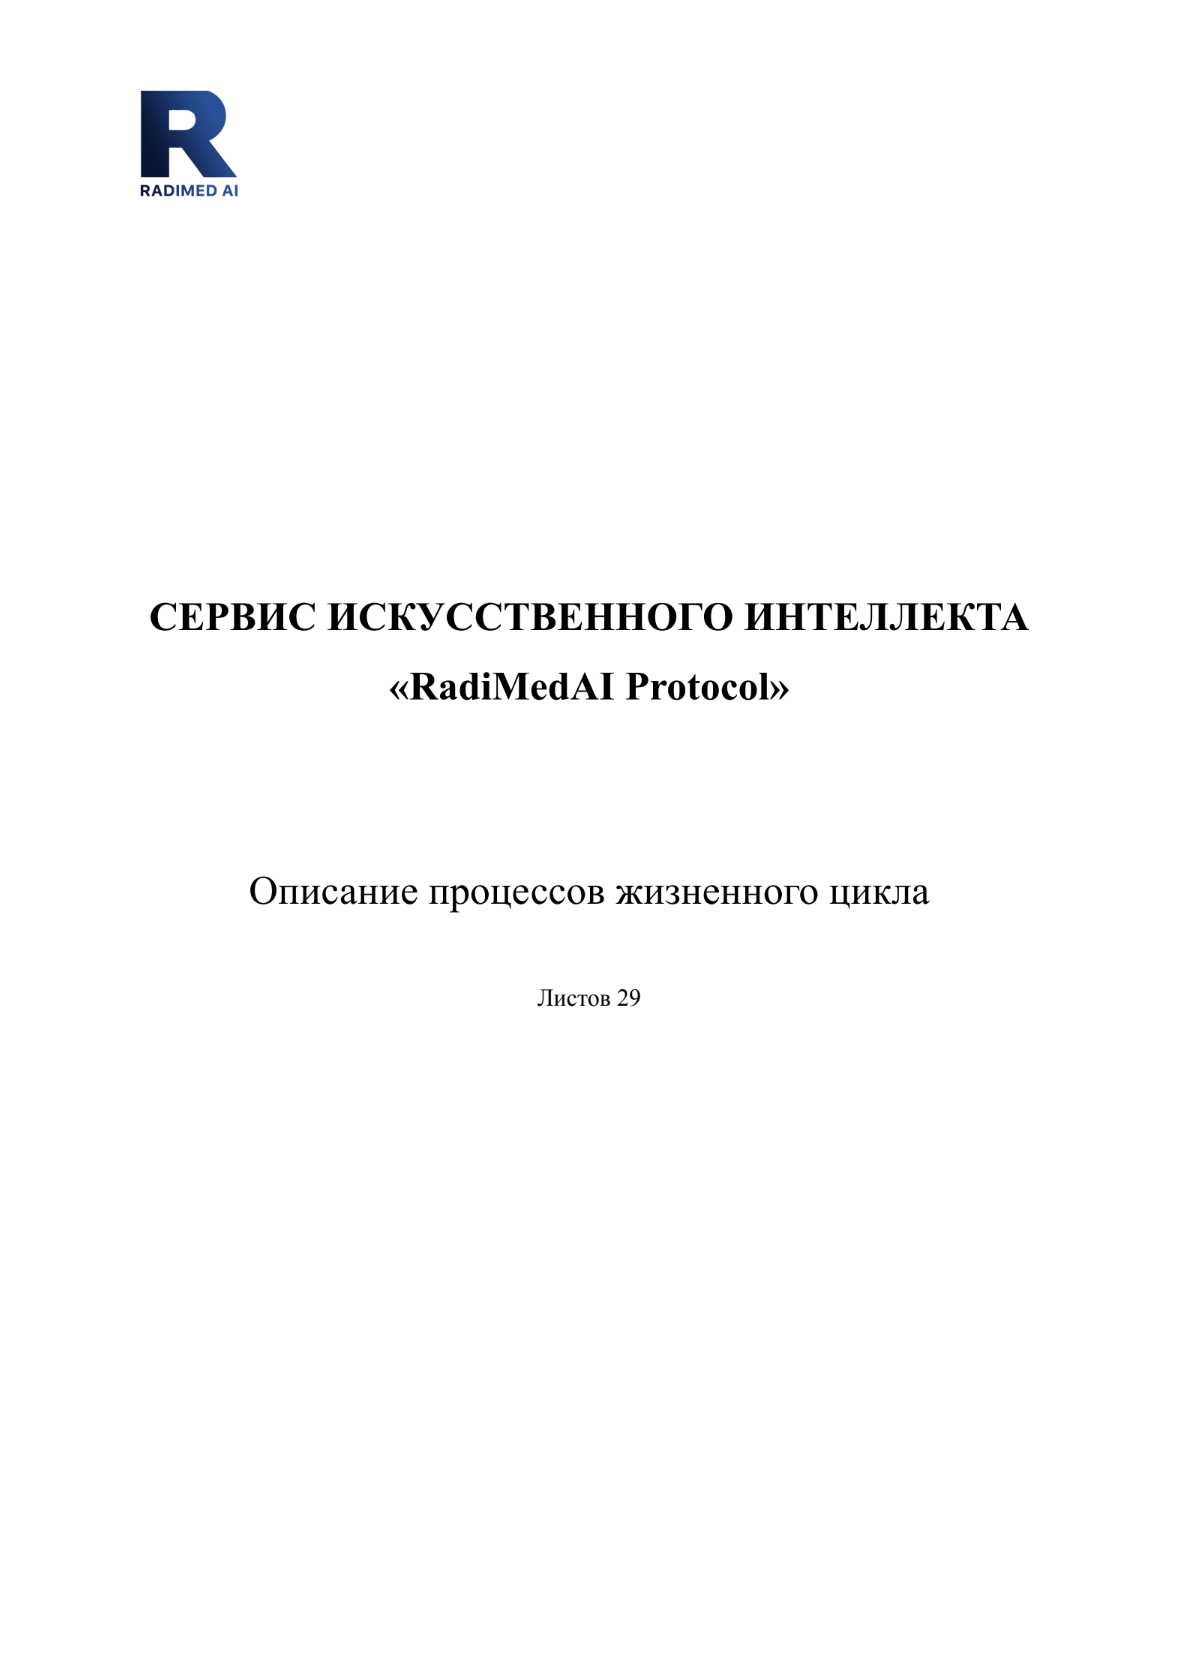 RADIMED AI
СЕРВИС ИСКУССТВЕННОГО ИНТЕЛЛЕКТА
«RadiMedAI Protocol»
Описание процессов жизненного цикла
Листов 29